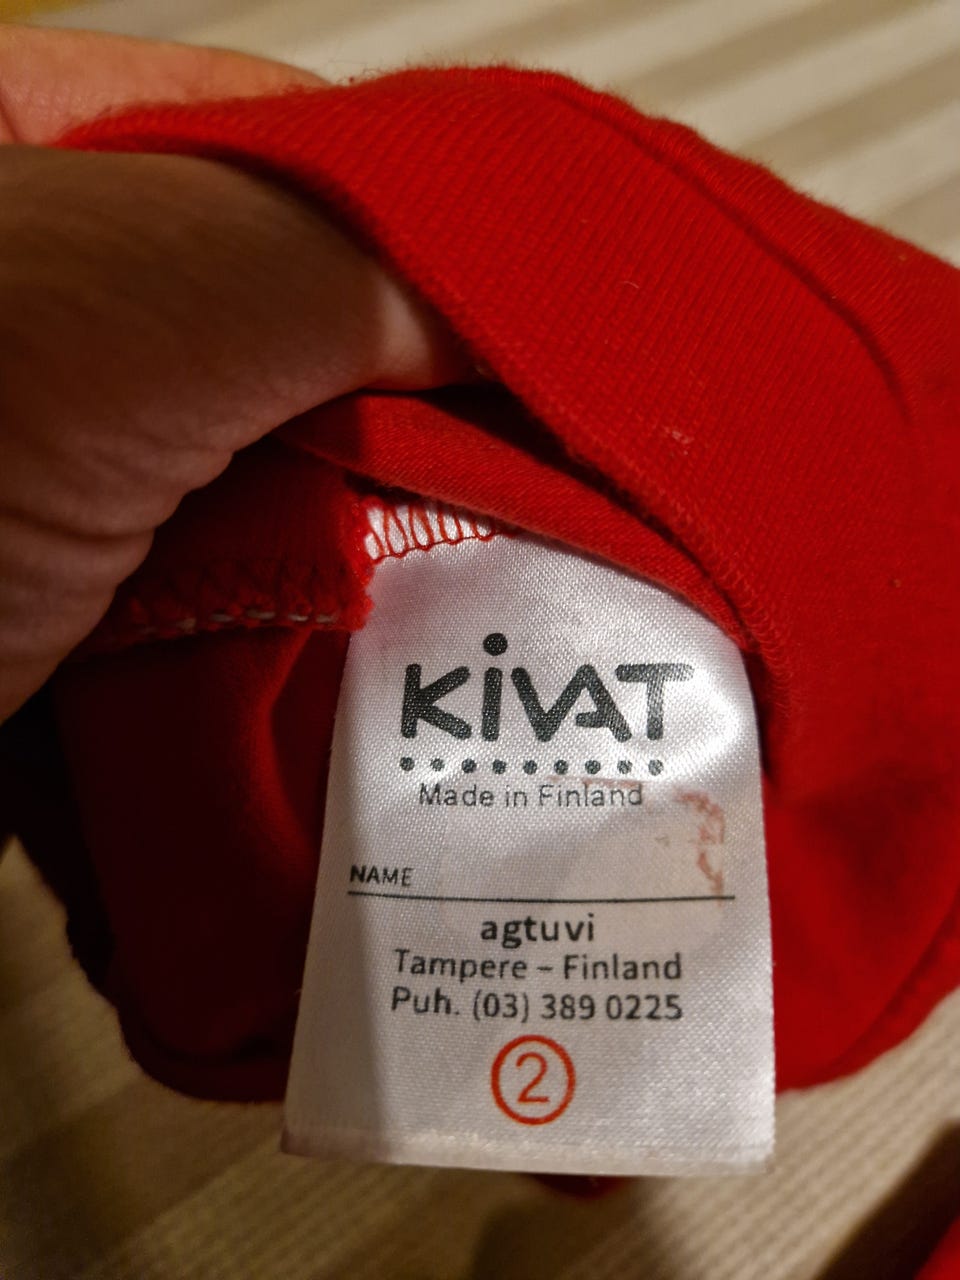 KiVAT
Made in Finland
NAME
agtuvi
Tampere – Finland
Puh. (03) 389 0225
2